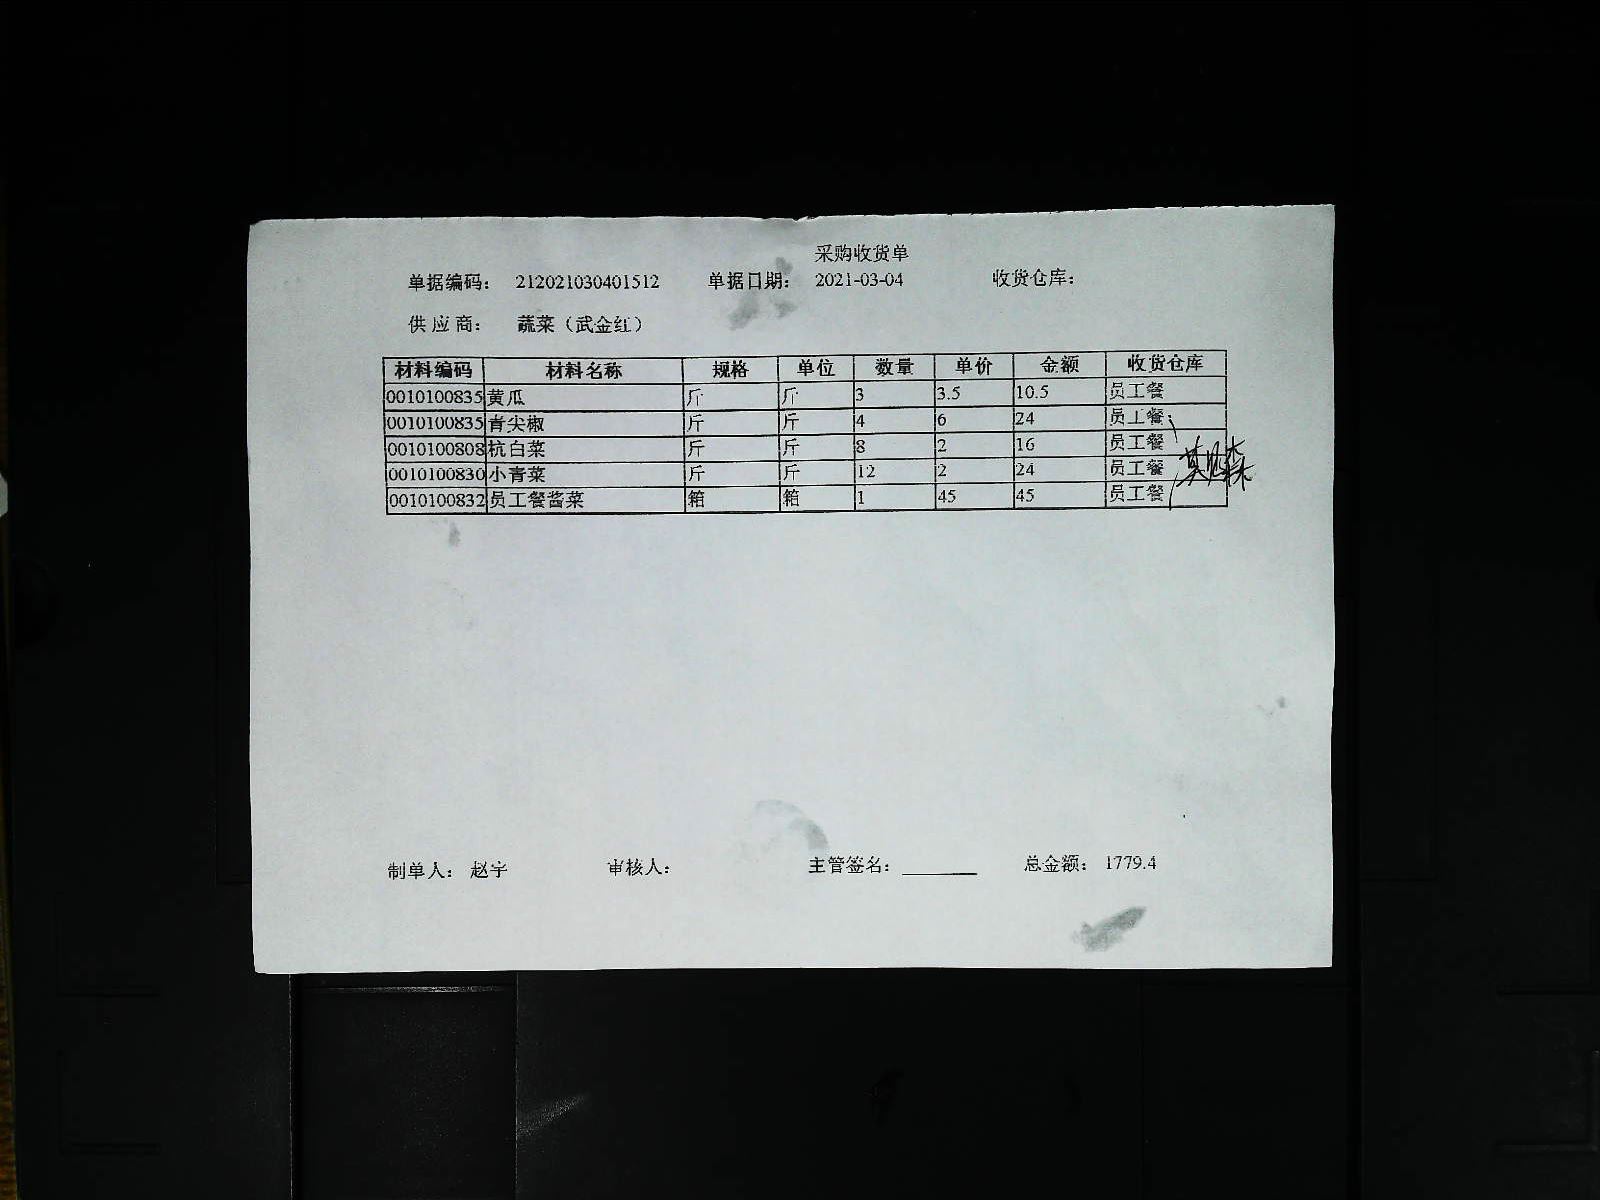 采购收货单
单据编码： 212021030401512 单据日期： 2021-03-04 收货仓库：
供应商： 蔬菜（武金红）
材料编码 材料名称 规格 单位 数量 单价 金额 收货仓库
0010100835 黄瓜 斤 斤 3 3.5 10.5 员工餐
0010100835 青尖椒 斤 斤 4 6 24 员工餐
0010100808 杭白菜 斤 斤 8 2 16 员工餐
0010100830 小青菜 斤 斤 12 2 24 员工餐
0010100832 员工餐酱菜 箱 箱 1 45 45 员工餐
制单人： 赵宇 审核人： 主管签名： 总金额： 1779.4